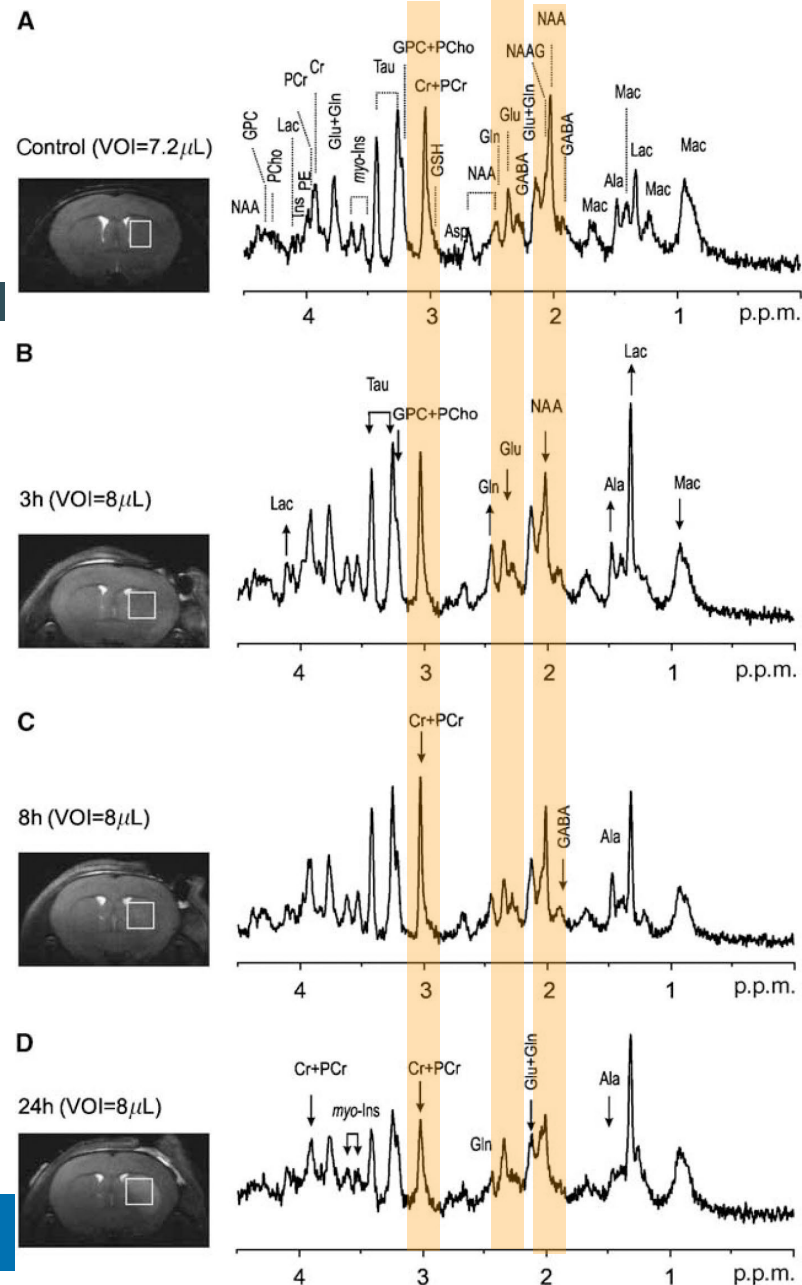 A
Control (VOI=7.2µL)
NAA
GPC
PCho
Lac
Ins
PE
PCr
Cr
Glu+Gln
myo-Ins
Tau
GPC+PCho
Cr+PCr
GSH
Asp
NAA
Gln
Glu
GABA
Glu+Gln
NAAG
NAA
GABA
Mac
Ala
Mac
Lac
Mac
Mac
4 3 2 1 p.p.m.
B
3h (VOI=8µL)
Lac
Tau
GPC+PCho
Gln
Glu
NAA
Ala
Lac
Mac
4 3 2 1 p.p.m.
C
8h (VOI=8µL)
Cr+PCr
GABA
Ala
4 3 2 1 p.p.m.
D
24h (VOI=8µL)
Cr+PCr
myo-Ins
Cr+PCr
Gln
Glu+Gln
Ala
4 3 2 1 p.p.m.